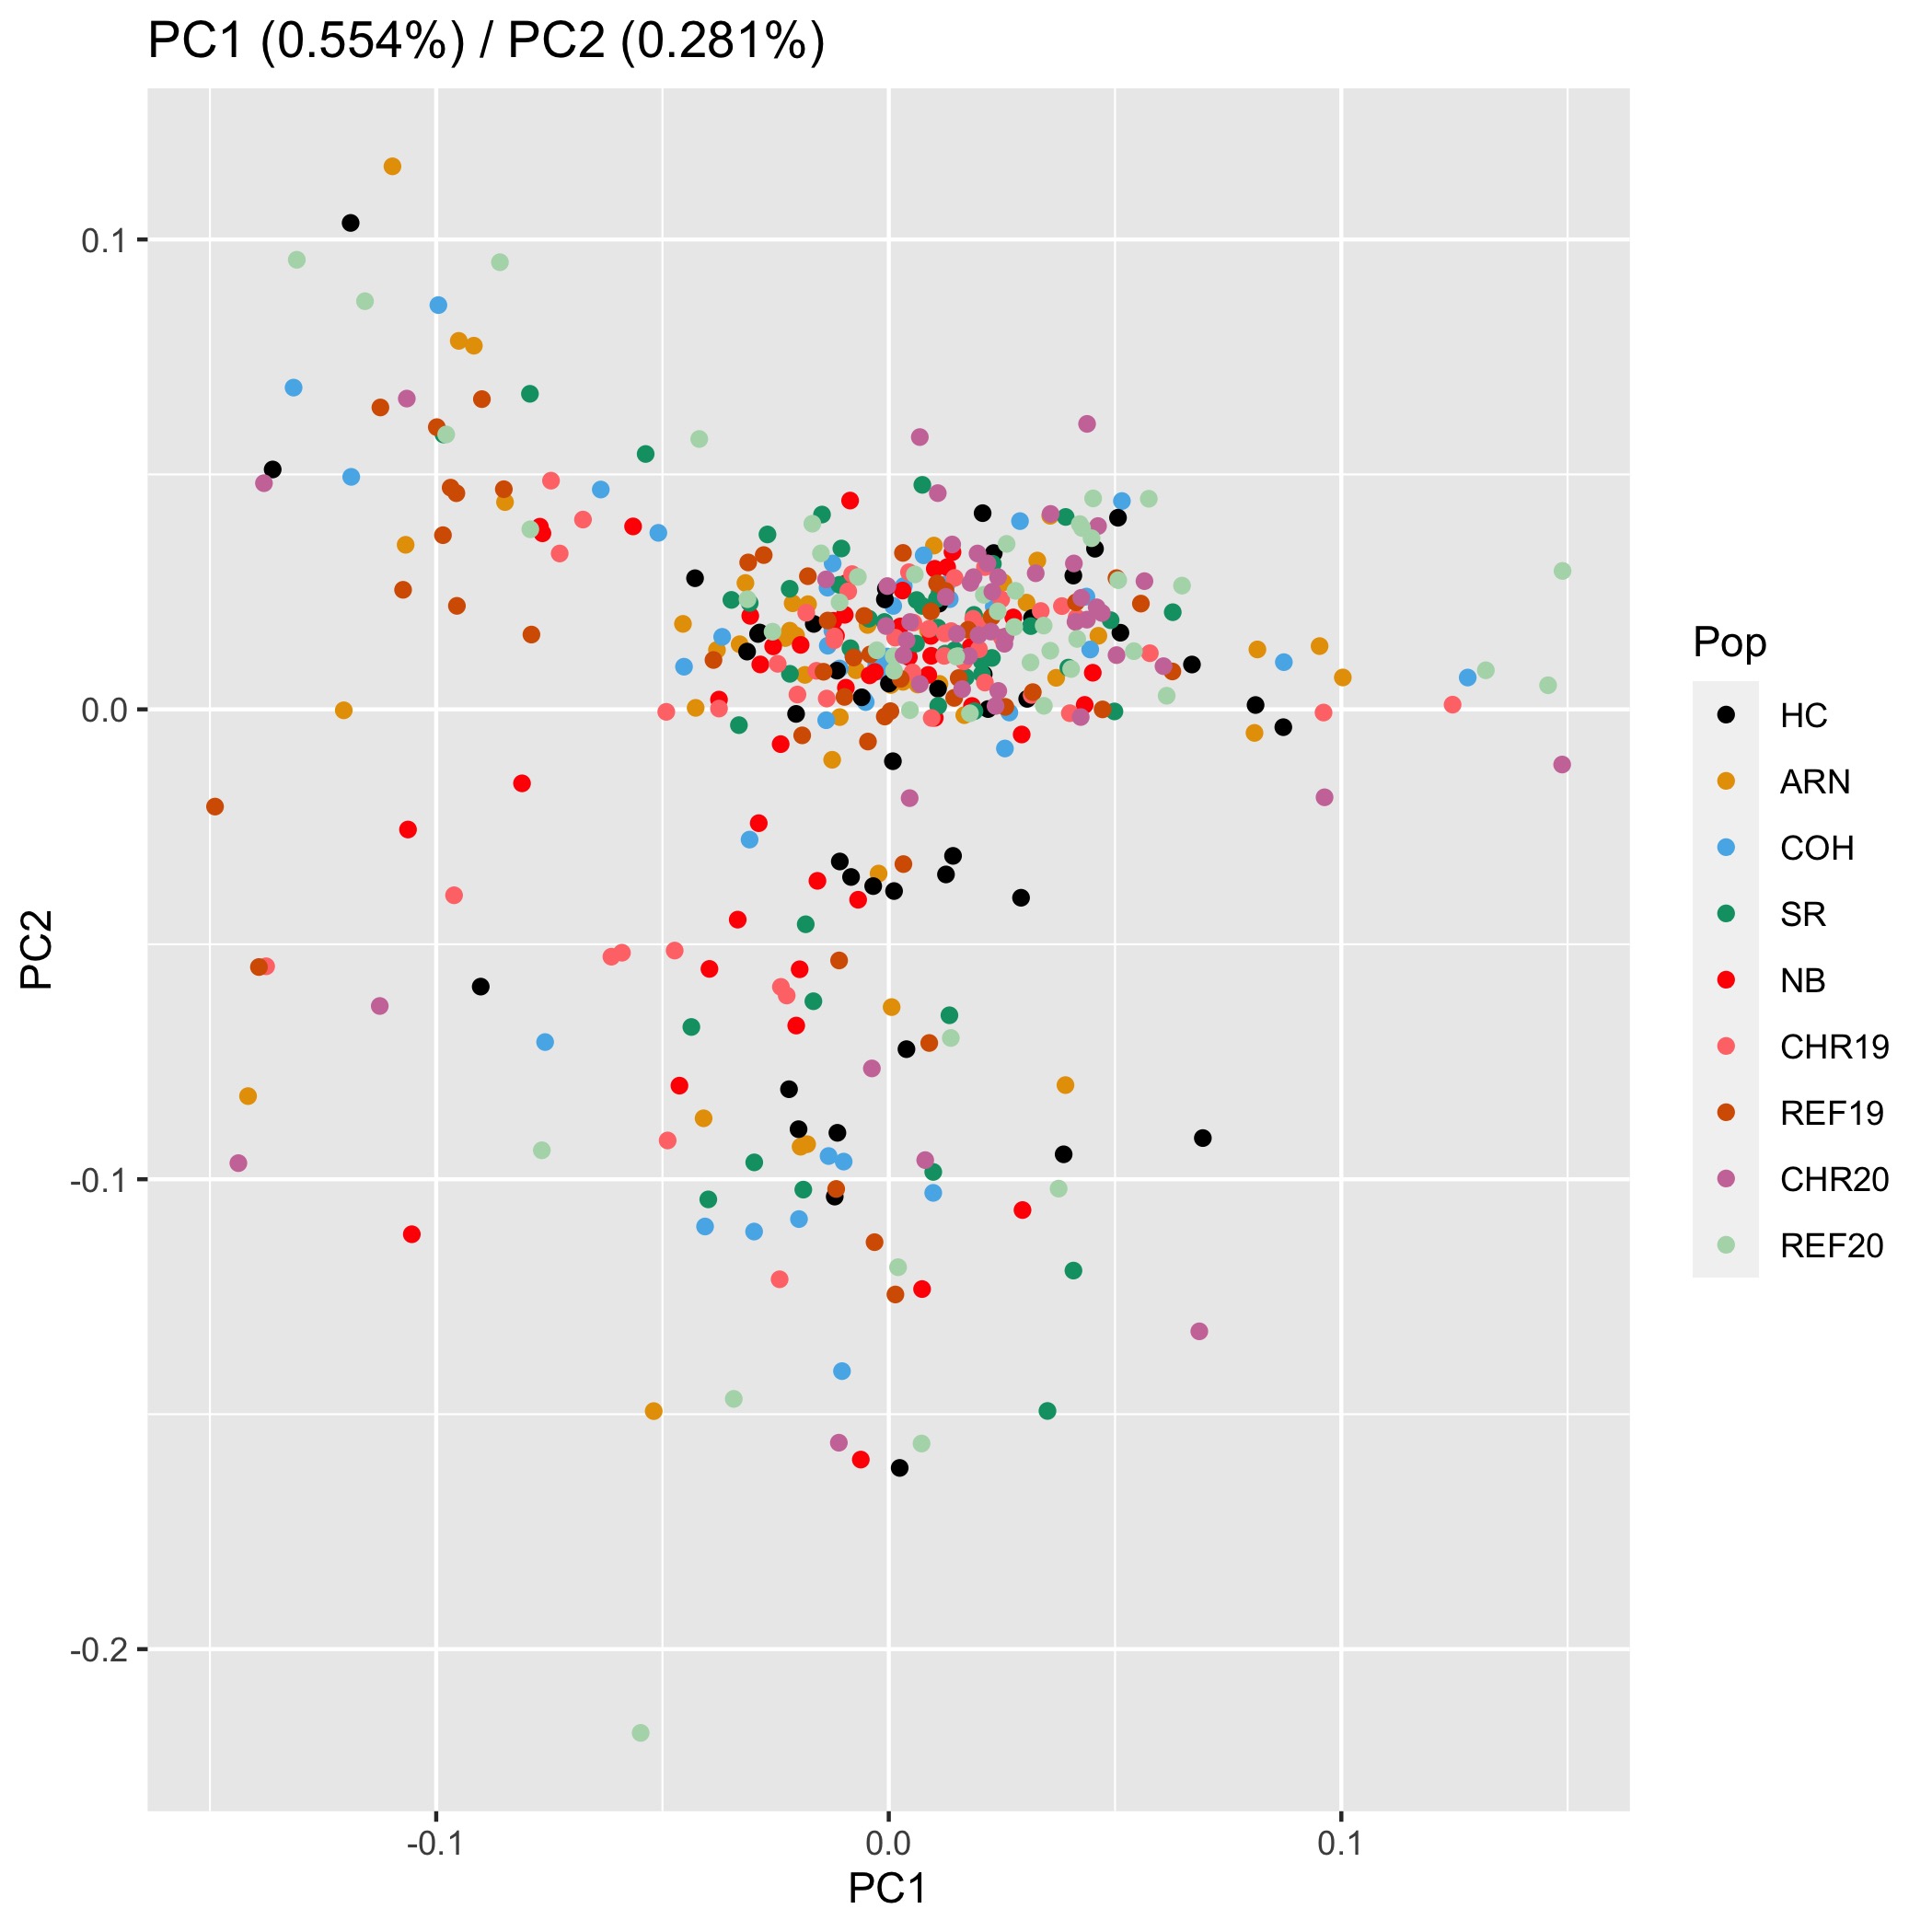 PC1 (0.554%) / PC2 (0.281%)
0.1
0.0
-0.1
-0.2
PC2
-0.1
0.0
0.1
PC1
Pop
HC
ARN
COH
SR
NB
CHR19
REF19
CHR20
REF20